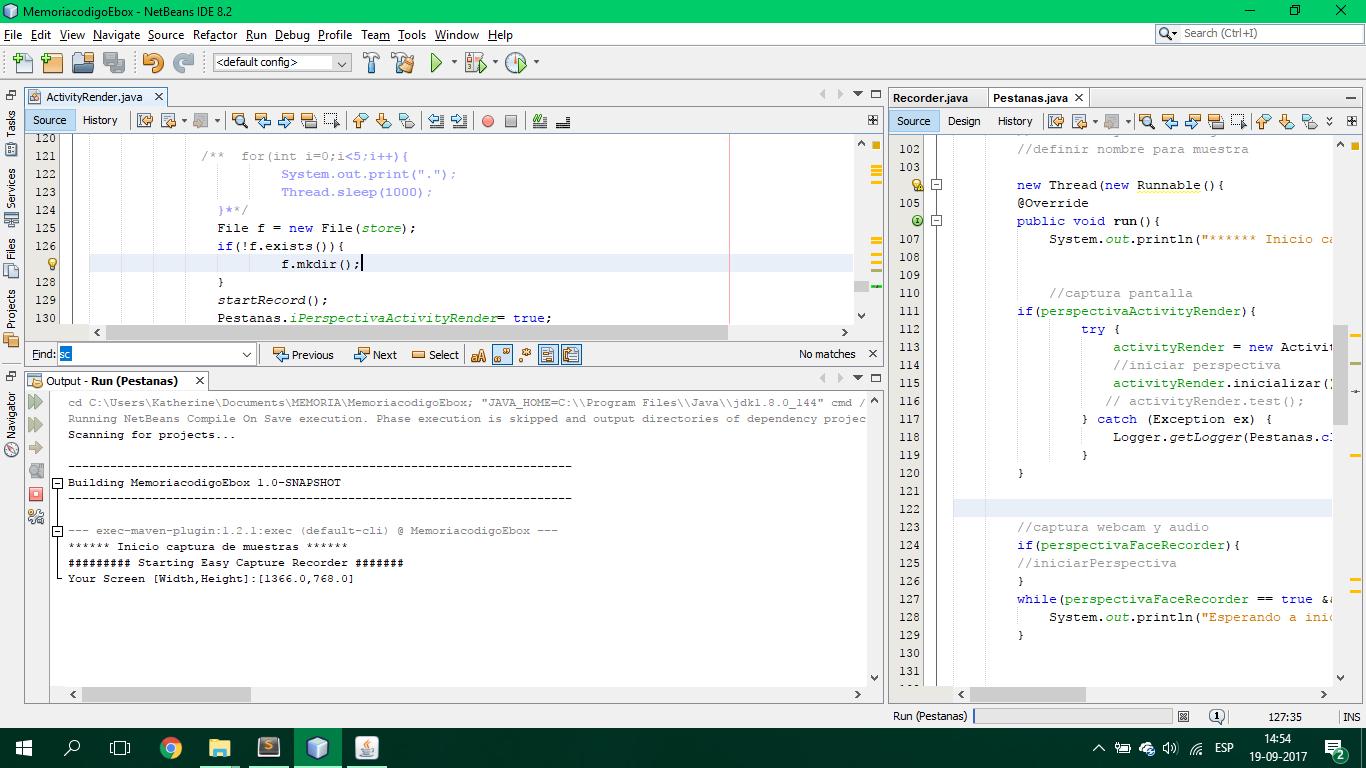 MemoriacodigoEbox - NetBeans IDE 8.2
File Edit View Navigate Source Refactor Run Debug Profile Team Tools Window Help
Search (Ctrl+I)
<default config>
ActivityRender.java
Source History
120
121 /** for(int i=0;i<5;i++){
122 System.out.print(".");
123 Thread.sleep(1000);
124 }**/
125 File f = new File(store);
126 if(!f.exists()){
f.mkdir();
128 }
129 startRecord();
130 Pestanas.iPerspectivaActivityRender= true;
Find: sc
Previous Next Select
No matches
Output - Run (Pestanas)
cd C:\Users\Katherine\Documents\MEMORIA\MemoriacodigoEbox; "JAVA_HOME=C:\\Program Files\\Java\\jdk1.8.0_144" cmd /
Running NetBeans Compile On Save execution. Phase execution is skipped and output directories of dependency projec
Scanning for projects...
------------------------------------------------------------------------
Building MemoriacodigoEbox 1.0-SNAPSHOT
------------------------------------------------------------------------
--- exec-maven-plugin:1.2.1:exec (default-cli) @ MemoriacodigoEbox ---
****** Inicio captura de muestras ******
######### Starting Easy Capture Recorder #######
Your Screen [Width,Height]:[1366.0,768.0]
Tasks
Services
Files
Projects
Navigator
Recorder.java Pestanas.java
Source Design History
102 //definir nombre para muestra
103
new Thread(new Runnable(){
105 @Override
public void run(){
107 System.out.println("****** Inicio ca
108
109
110 //captura pantalla
111 if(perspectivaActivityRender){
112 try {
113 activityRender = new Activit
114 //iniciar perspectiva
115 activityRender.inicializar()
116 // activityRender.test();
117 } catch (Exception ex) {
118 Logger.getLogger(Pestanas.cl
119 }
120 }
121
122
123 //captura webcam y audio
124 if(perspectivaFaceRecorder){
125 //iniciarPerspectiva
126 }
127 while(perspectivaFaceRecorder == true &&
128 System.out.println("Esperando a inic
129 }
130
131
Run (Pestanas)
1
127:35
INS
ESP
14:54
19-09-2017
2